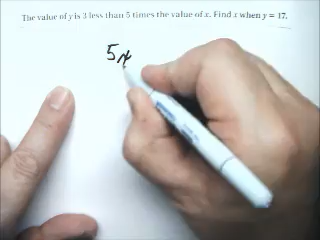 The value of y is 3 less than 5 times the value of x. Find x when y = 17.
5x